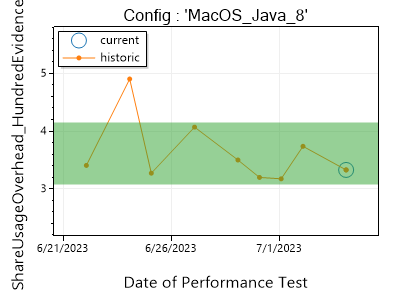 Config : 'MacOS_Java_8'
current
historic
ShareUsageOverhead_HundredEvidence
5
4
3
6/21/2023
6/26/2023
7/1/2023
Date of Performance Test